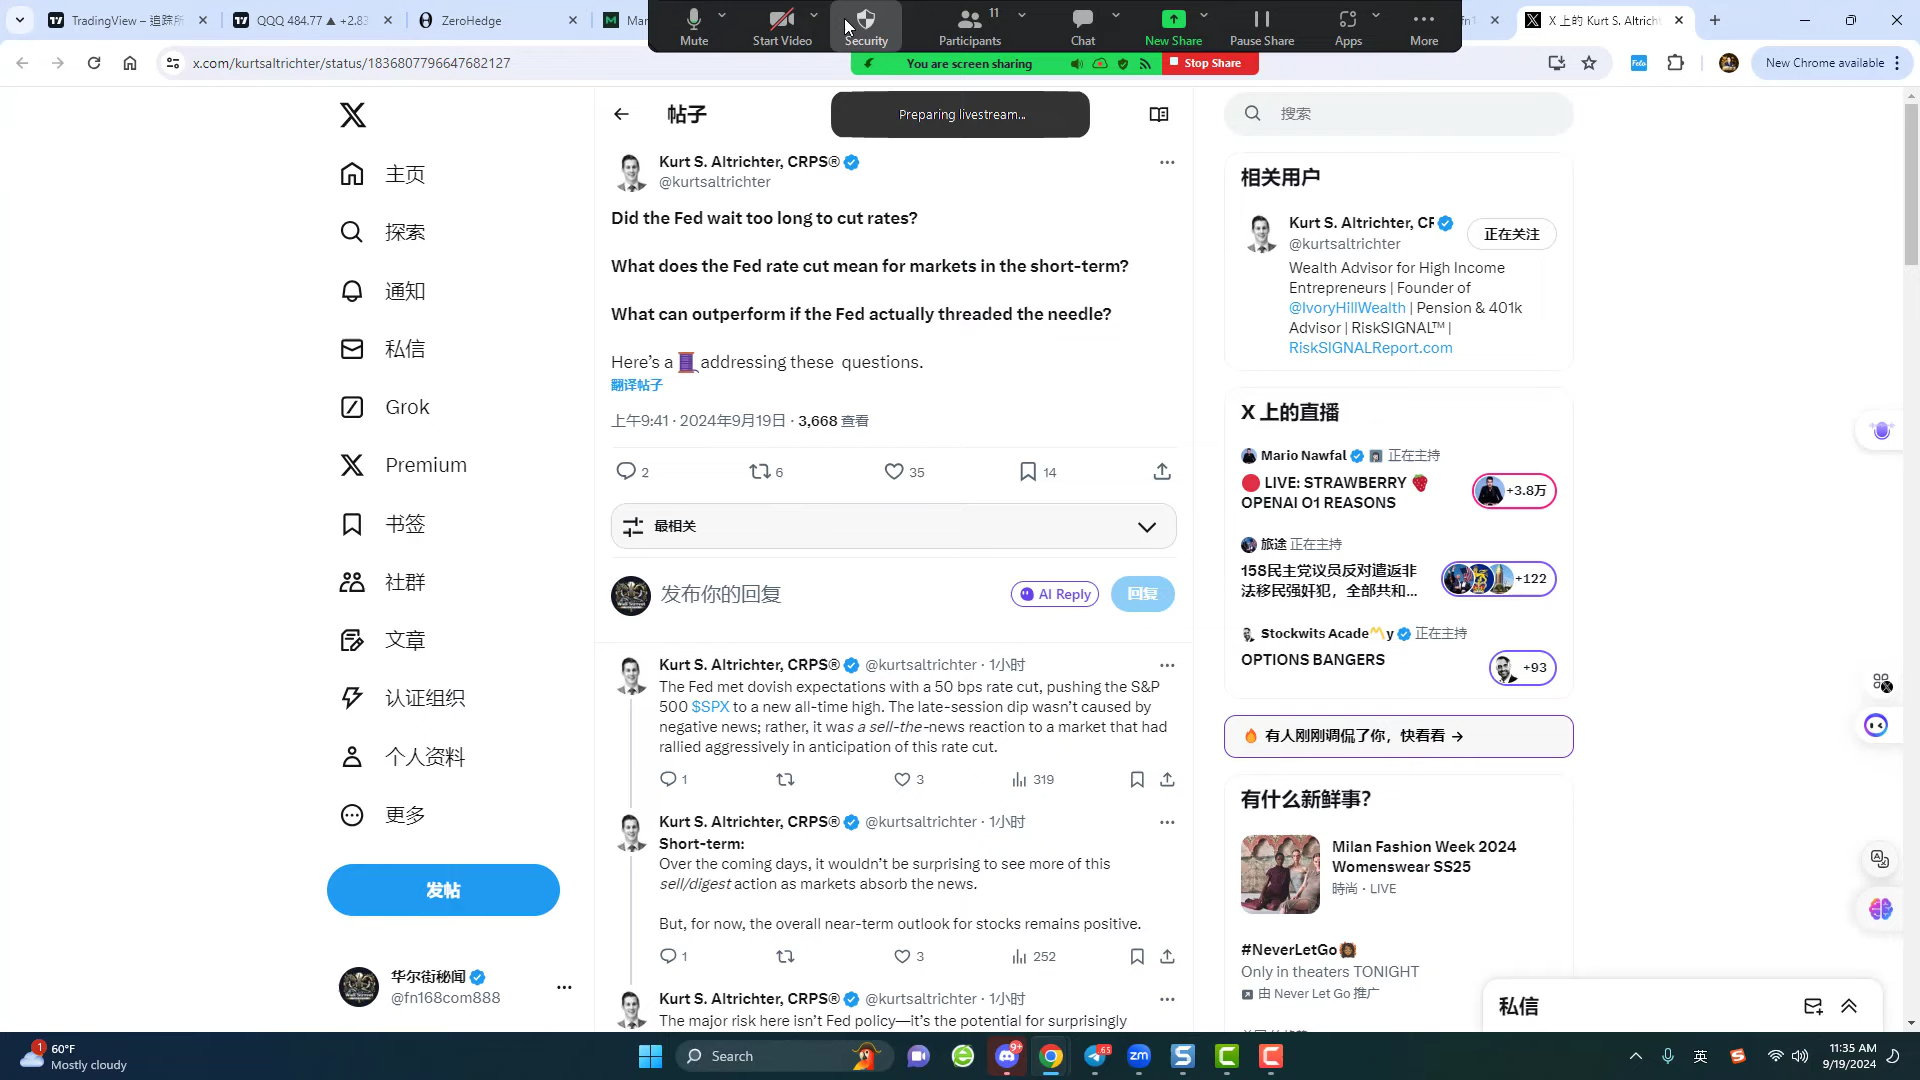 TradingView – 追踪所
QQQ 484.77 ▲ +2.83
ZeroHedge
Mar
fn1
X 上的 Kurt S. Altricht
Mute
Start Video
Security
Participants
11
Chat
New Share
Pause Share
Apps
More
x.com/kurtsaltrichter/status/1836807796647682127
You are screen sharing
Stop Share
Felo
New Chrome available
Preparing livestream...
主页
探索
通知
私信
Grok
Premium
书签
社群
文章
认证组织
个人资料
更多
发帖
华尔街秘闻
@fn168com888
帖子
Kurt S. Altrichter, CRPS®
@kurtsaltrichter
Did the Fed wait too long to cut rates?
What does the Fed rate cut mean for markets in the short-term?
What can outperform if the Fed actually threaded the needle?
Here's a 🧵 addressing these questions.
翻译帖子
上午9:41 · 2024年9月19日 · 3,668 查看
2
6
35
14
最相关
发布你的回复
AI Reply
回复
Kurt S. Altrichter, CRPS® @kurtsaltrichter · 1小时
The Fed met dovish expectations with a 50 bps rate cut, pushing the S&P
500 $SPX to a new all-time high. The late-session dip wasn't caused by
negative news; rather, it was a sell-the-news reaction to a market that had
rallied aggressively in anticipation of this rate cut.
1
3
319
Kurt S. Altrichter, CRPS® @kurtsaltrichter · 1小时
Short-term:
Over the coming days, it wouldn't be surprising to see more of this
sell/digest action as markets absorb the news.
But, for now, the overall near-term outlook for stocks remains positive.
1
3
252
Kurt S. Altrichter, CRPS® @kurtsaltrichter · 1小时
The major risk here isn't Fed policy—it's the potential for surprisingly
搜索
相关用户
Kurt S. Altrichter, CR
@kurtsaltrichter
正在关注
Wealth Advisor for High Income
Entrepreneurs | Founder of
@IvoryHillWealth | Pension & 401k
Advisor | RiskSIGNAL™ |
RiskSIGNALReport.com
X 上的直播
Mario Nawfal 正在主持
🔴 LIVE: STRAWBERRY 🍓
OPENAI O1 REASONS
+3.8万
旅途 正在主持
158民主党议员反对遣返非
法移民强奸犯，全部共和...
+122
Stockwits Acade〽️y 正在主持
OPTIONS BANGERS
+93
🔥 有人刚刚调侃了你，快看看 →
有什么新鲜事？
Milan Fashion Week 2024
Womenswear SS25
時尚 · LIVE
#NeverLetGo
Only in theaters TONIGHT
由 Never Let Go 推广
私信
1
60°F
Mostly cloudy
Search
9+
65
zm
英
11:35 AM
9/19/2024